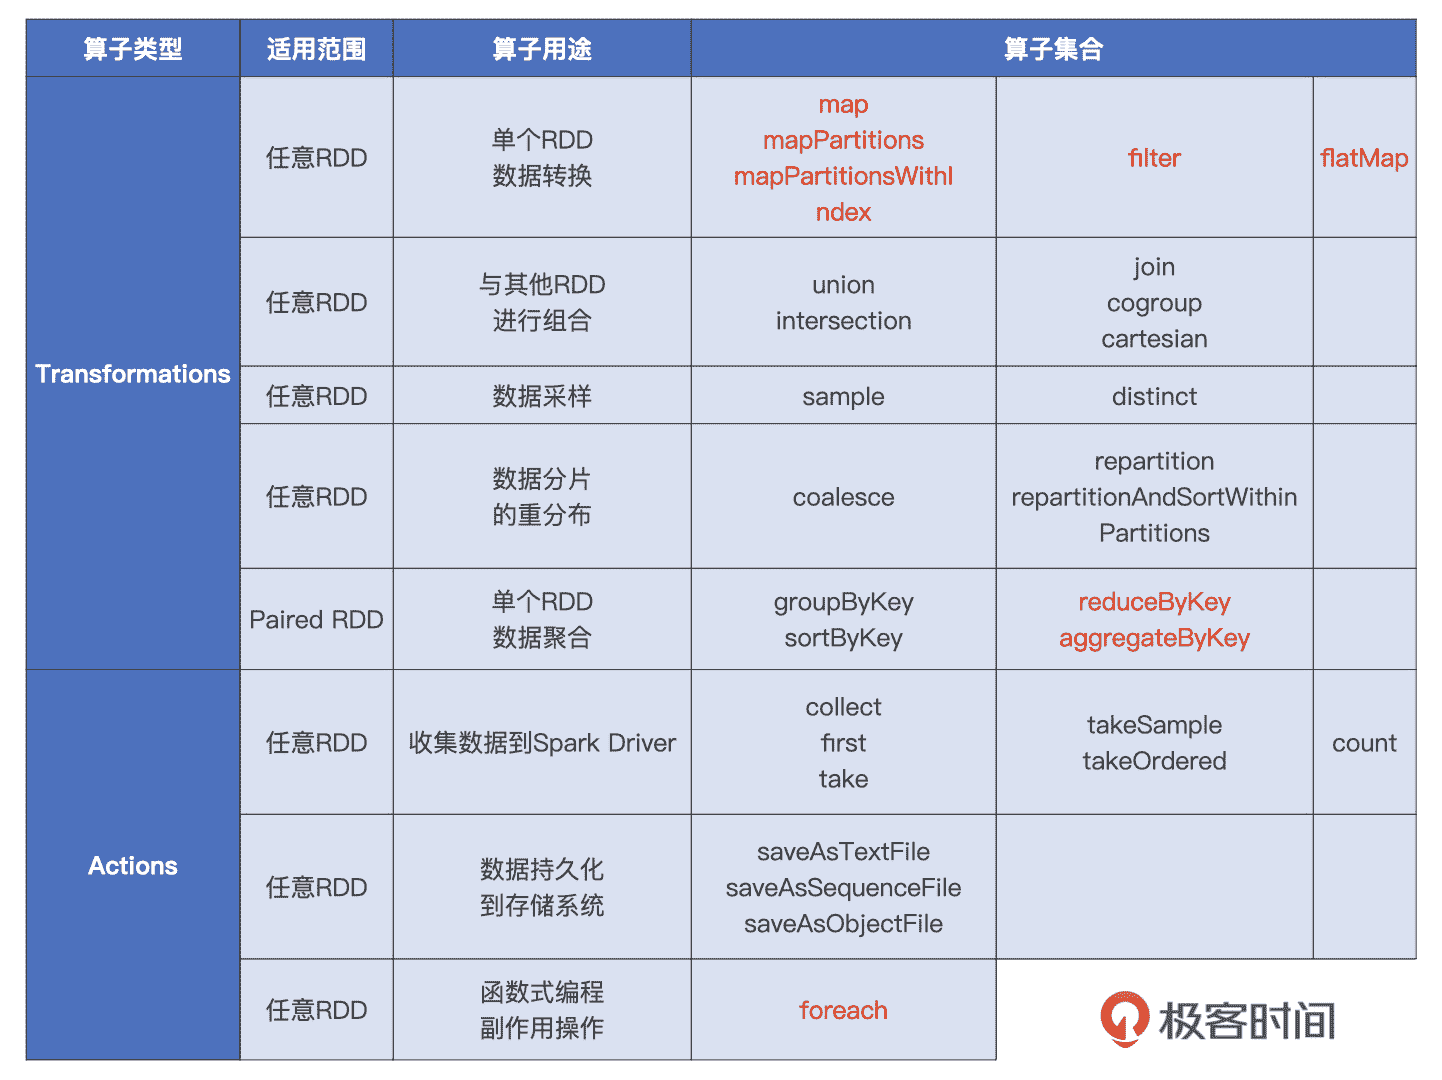 算子类型
适用范围
算子用途
算子集合
Transformations
任意RDD
单个RDD
数据转换
map
mapPartitions
mapPartitionsWithI
ndex
filter
flatMap
任意RDD
与其他RDD
进行组合
union
intersection
join
cogroup
cartesian
任意RDD
数据采样
sample
distinct
任意RDD
数据分片
的重分布
coalesce
repartition
repartitionAndSortWithin
Partitions
Paired RDD
单个RDD
数据聚合
groupByKey
sortByKey
reduceByKey
aggregateByKey
Actions
任意RDD
收集数据到Spark Driver
collect
first
take
takeSample
takeOrdered
count
任意RDD
数据持久化
到存储系统
saveAsTextFile
saveAsSequenceFile
saveAsObjectFile
任意RDD
函数式编程
副作用操作
foreach
极客时间